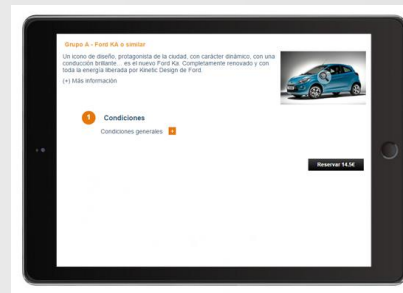 Grupo A - Ford KA o similar
Un icono de diseño, protagonista de la ciudad, con carácter dinámico, con una
conducción brillante... es el nuevo Ford Ka. Completamente renovado y con
toda la energía liberada por Kinetic Design de Ford.
(+) Más información
1 Condiciones
Condiciones generales +
Reservar 14.5€